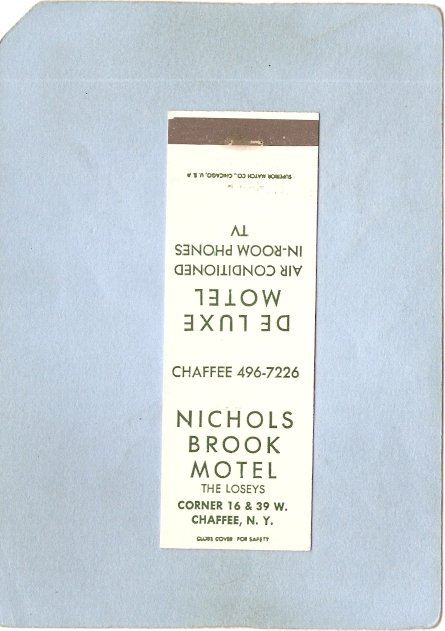 SUPERIOR MATCH CO., CHICAGO, U. S. A
TV
IN-ROOM PHONES
AIR CONDITIONED
MOTEL
DE LUXE
CHAFFEE 496-7226
NICHOLS
BROOK
MOTEL
THE LOSEYS
CORNER 16 & 39 W.
CHAFFEE, N. Y.
CLOSE COVER FOR SAFETY